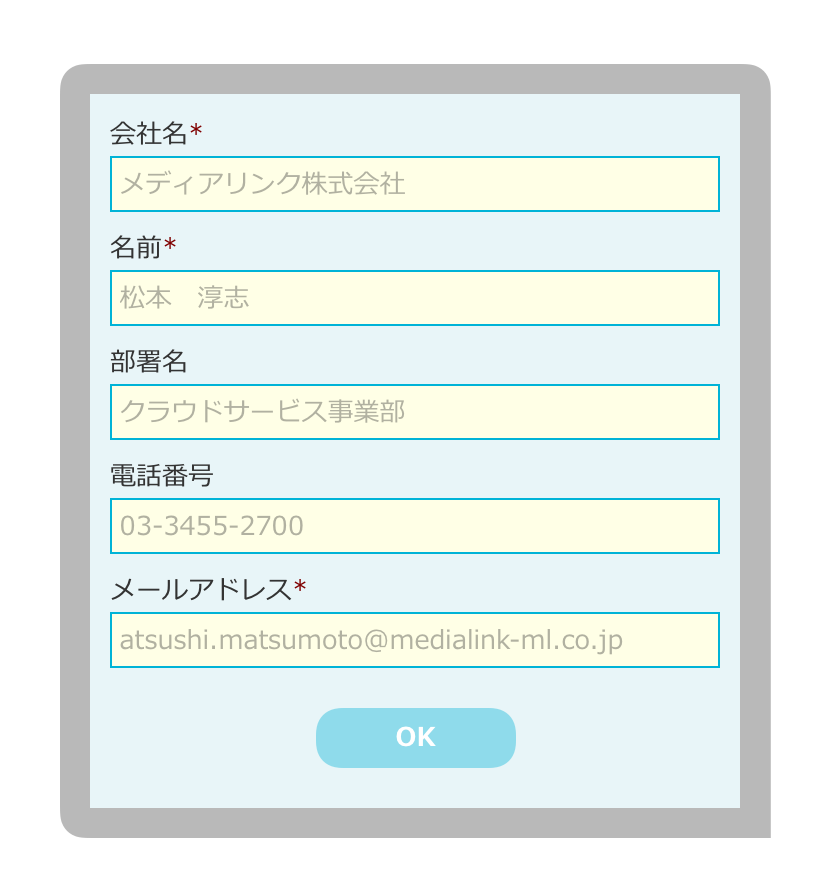 会社名*
メディアリンク株式会社
名前*
松本　淳志
部署名
クラウドサービス事業部
電話番号
03-3455-2700
メールアドレス*
atsushi.matsumoto@medialink-ml.co.jp
OK